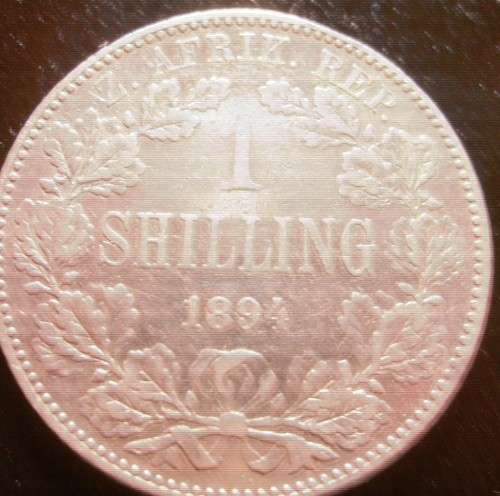 Z. AFRIK. REP.
1
SHILLING
1894